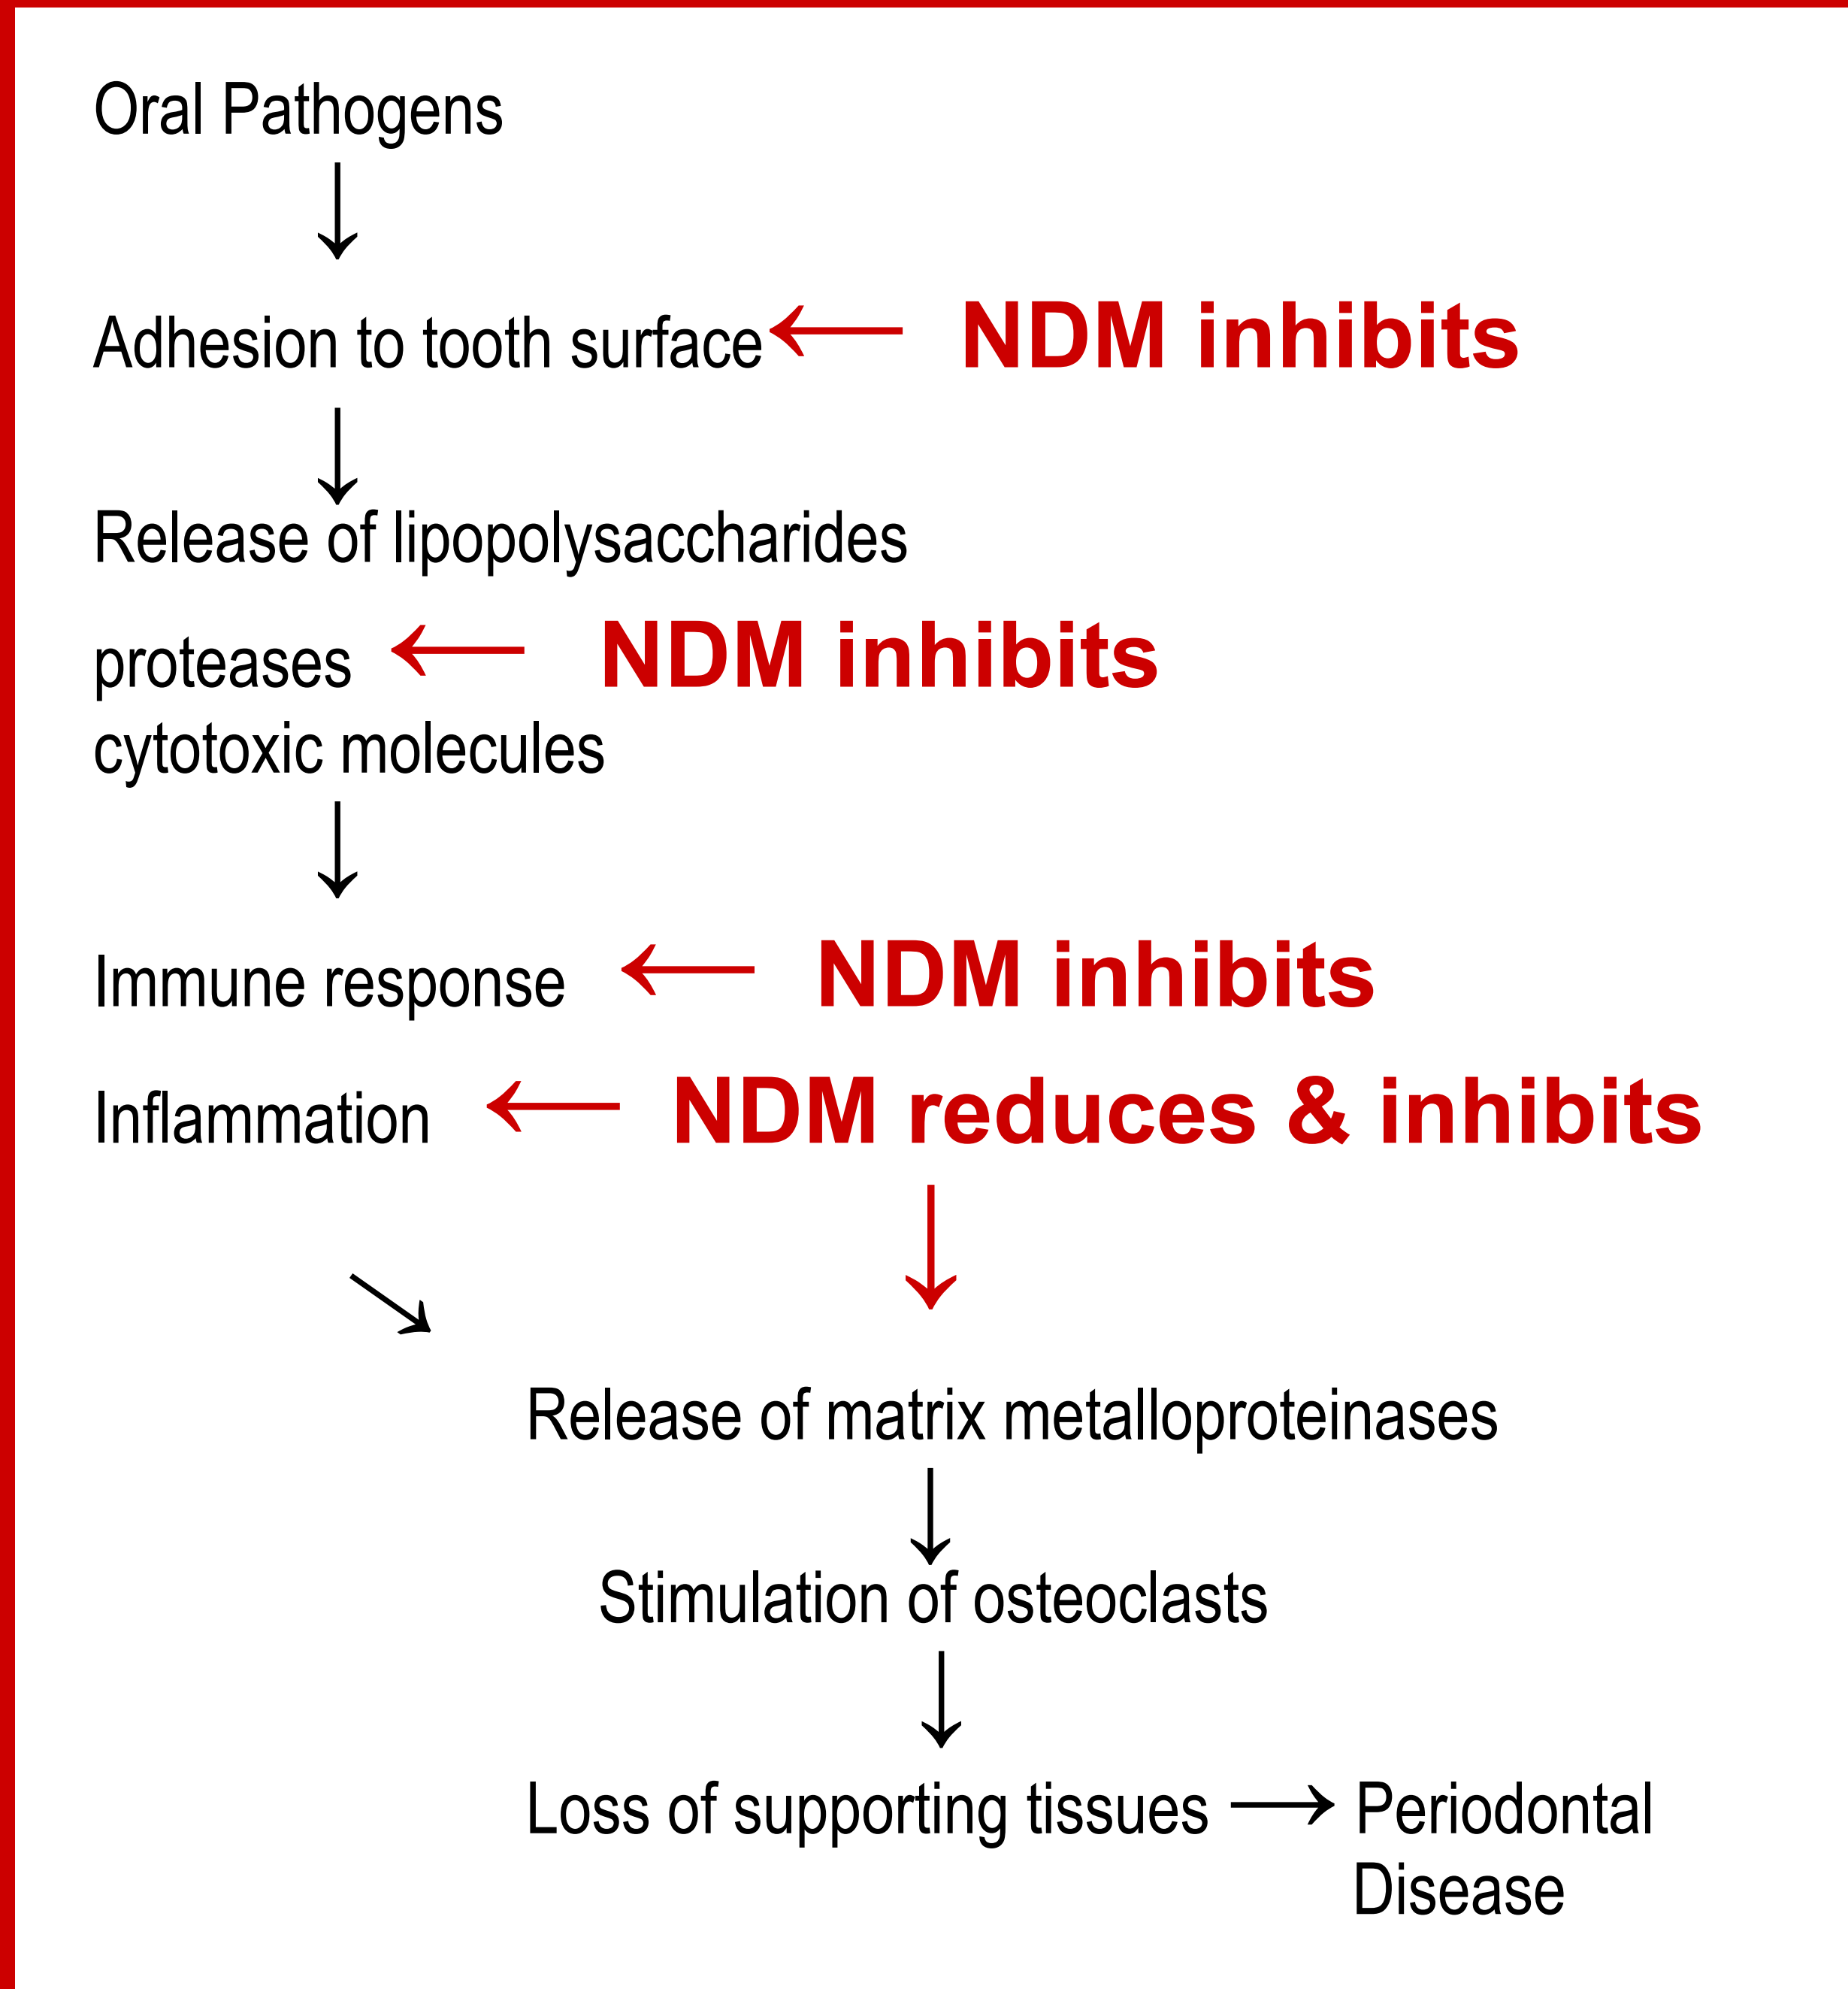 Oral Pathogens
Adhesion to tooth surface NDM inhibits
Release of lipopolysaccharides
proteases NDM inhibits
cytotoxic molecules
Immune response NDM inhibits
Inflammation NDM reduces & inhibits
Release of matrix metalloproteinases
Stimulation of osteoclasts
Loss of supporting tissues Periodontal
Disease